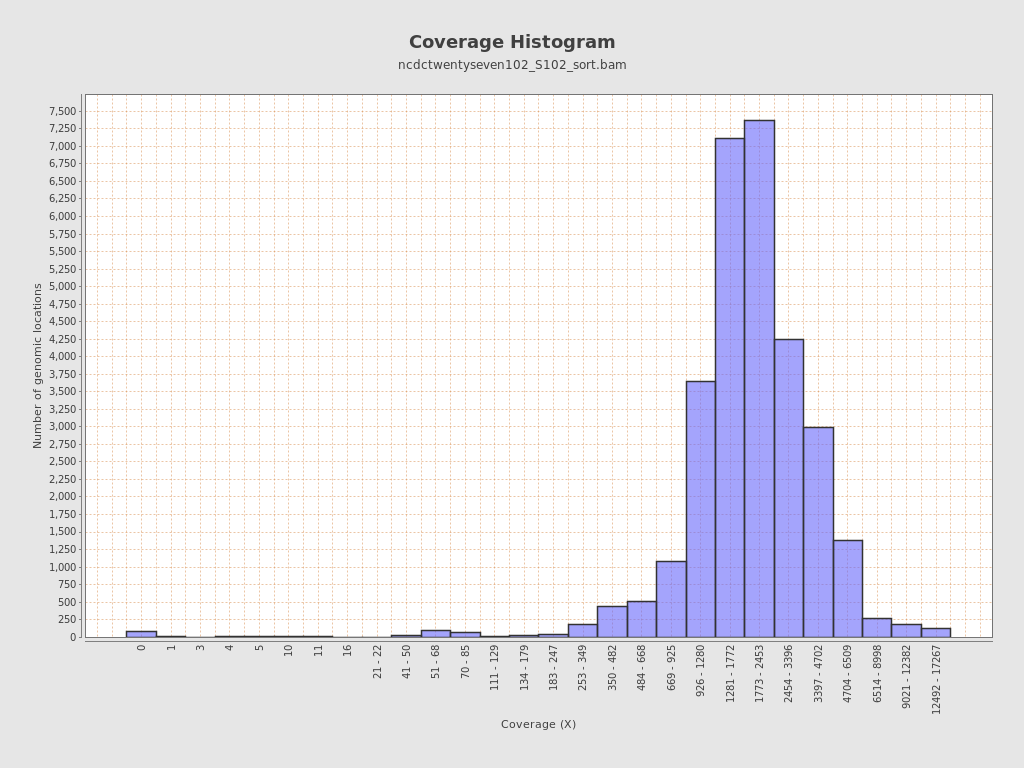 Coverage Histogram
ncdctwentyseven102_S102_sort.bam
7,500
7,250
7,000
6,750
6,500
6,250
6,000
5,750
5,500
5,250
5,000
4,750
4,500
4,250
4,000
3,750
3,500
3,250
3,000
2,750
2,500
2,250
2,000
1,750
1,500
1,250
1,000
750
500
250
0
Number of genomic locations
0
1
3
4
5
10
11
16
21 - 22
41 - 50
51 - 68
70 - 85
111 - 129
134 - 179
183 - 247
253 - 349
350 - 482
484 - 668
669 - 925
926 - 1280
1281 - 1772
1773 - 2453
2454 - 3396
3397 - 4702
4704 - 6509
6514 - 8998
9021 - 12382
12492 - 17267
Coverage (X)